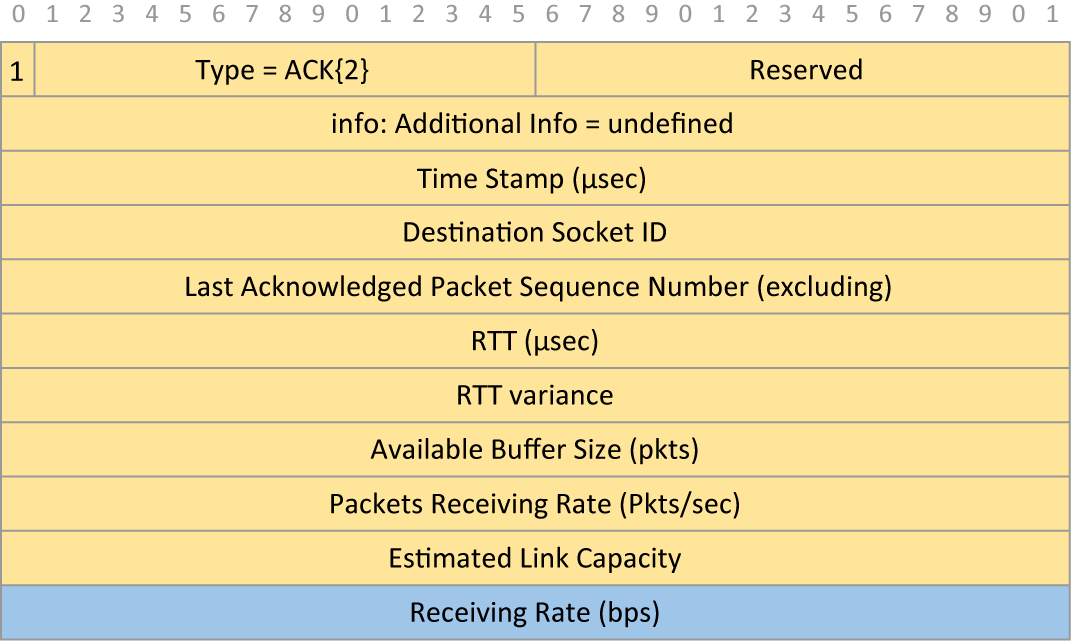 0 1 2 3 4 5 6 7 8 9 0 1 2 3 4 5 6 7 8 9 0 1 2 3 4 5 6 7 8 9 0 1
1 Type = ACK{2} Reserved
info: Additional Info = undefined
Time Stamp (μsec)
Destination Socket ID
Last Acknowledged Packet Sequence Number (excluding)
RTT (μsec)
RTT variance
Available Buffer Size (pkts)
Packets Receiving Rate (Pkts/sec)
Estimated Link Capacity
Receiving Rate (bps)